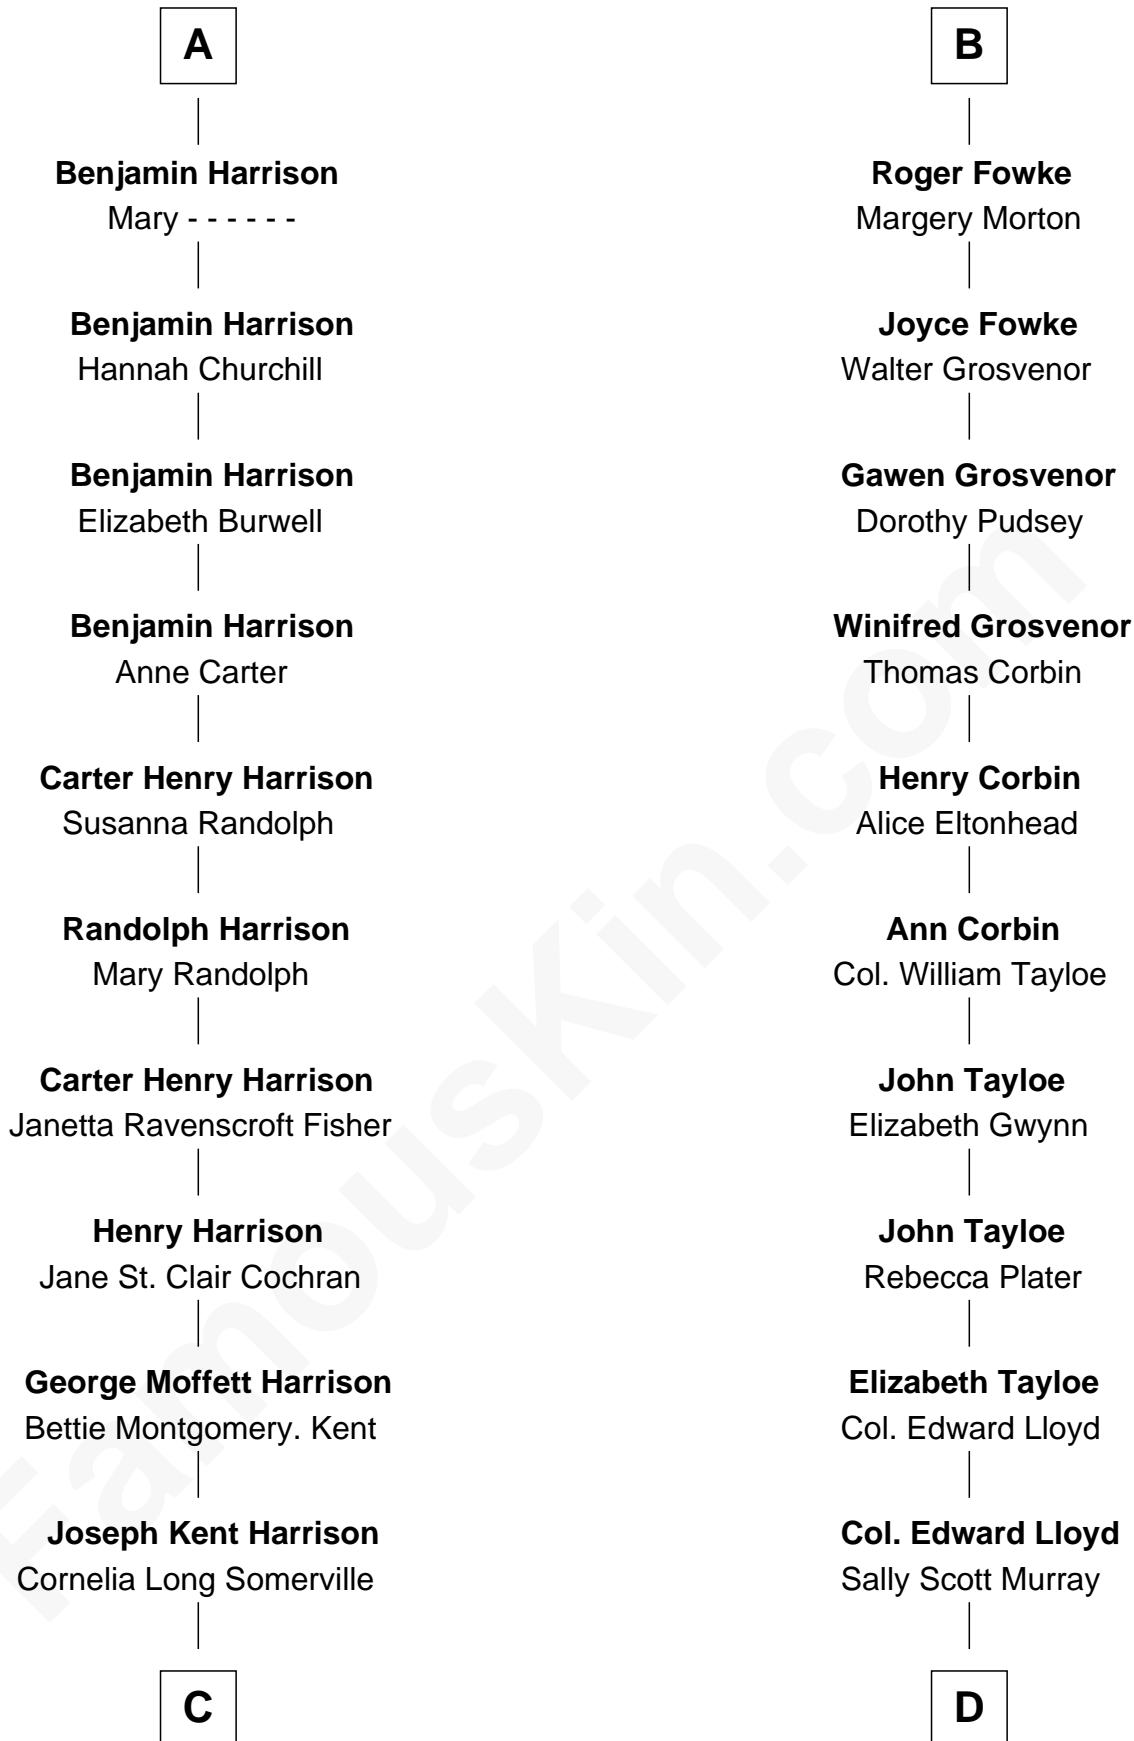 A
Benjamin Harrison
Mary - - - - - -
Benjamin Harrison
Hannah Churchill
Benjamin Harrison
Elizabeth Burwell
Benjamin Harrison
Anne Carter
Carter Henry Harrison
Susanna Randolph
Randolph Harrison
Mary Randolph
Carter Henry Harrison
Janetta Ravenscroft Fisher
Henry Harrison
Jane St. Clair Cochran
George Moffett Harrison
Bettie Montgomery. Kent
Joseph Kent Harrison
Cornelia Long Somerville
C
B
Roger Fowke
Margery Morton
Joyce Fowke
Walter Grosvenor
Gawen Grosvenor
Dorothy Pudsey
Winifred Grosvenor
Thomas Corbin
Henry Corbin
Alice Eltonhead
Ann Corbin
Col. William Tayloe
John Tayloe
Elizabeth Gwynn
John Tayloe
Rebecca Plater
Elizabeth Tayloe
Col. Edward Lloyd
Col. Edward Lloyd
Sally Scott Murray
D
FamousKin.com